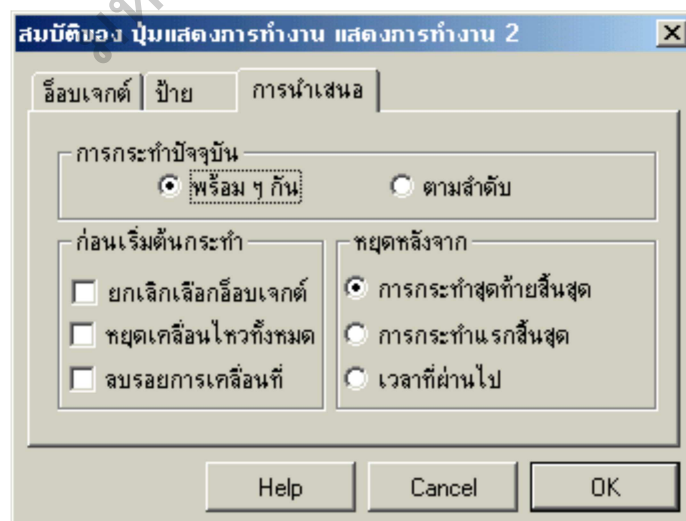 สมบัติของ ปุ่มแสดงการทำงาน แสดงการทำงาน 2
อ็อบเจกต์ ป้าย การนำเสนอ
การกระทำปัจจุบัน
พร้อม ๆ กัน ตามลำดับ
ก่อนเริ่มต้นกระทำ
ยกเลิกเลือกอ็อบเจกต์
หยุดเคลื่อนไหวทั้งหมด
ลบรอยการเคลื่อนที่
หยุดหลังจาก
การกระทำสุดท้ายสิ้นสุด
การกระทำแรกสิ้นสุด
เวลาที่ผ่านไป
Help Cancel OK